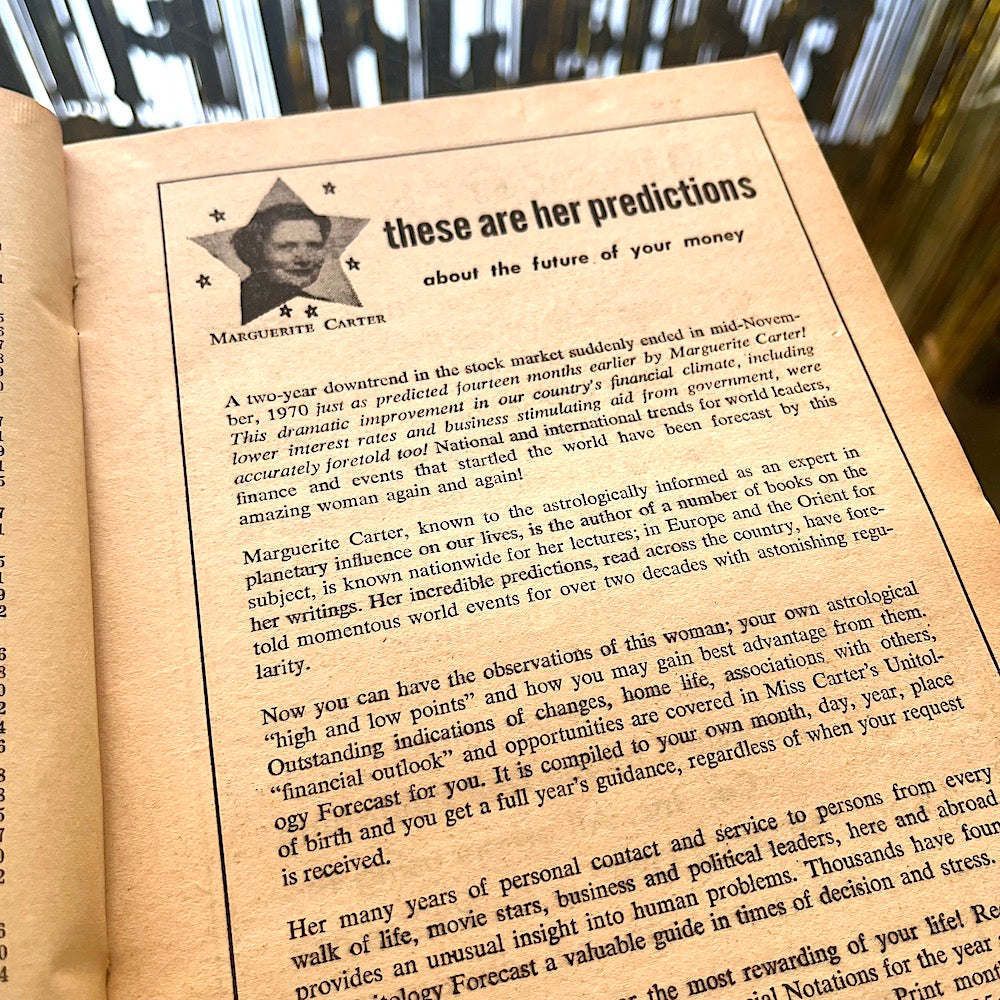 these are her predictions
about the future of your money
MARGUERITE CARTER
A two-year downtrend in the stock market suddenly ended in mid-Novem-
ber, 1970 just as predicted fourteen months earlier by Marguerite Carter!
This dramatic improvement in our country's financial climate, including
lower interest rates and business stimulating aid from government, were
accurately foretold too! National and international trends for world leaders,
finance and events that startled the world have been forecast by this
amazing woman again and again!
Marguerite Carter, known to the astrologically informed as an expert in
planetary influence on our lives, is the author of a number of books on the
subject, is known nationwide for her lectures; in Europe and the Orient for
her writings. Her incredible predictions, read across the country, have fore-
told momentous world events for over two decades with astonishing regu-
larity.
Now you can have the observations of this woman; your own astrological
"high and low points" and how you may gain best advantage from them.
Outstanding indications of changes, home life, associations with others,
"financial outlook" and opportunities are covered in Miss Carter's Unitol-
ogy Forecast for you. It is compiled to your own month, day, year, place
of birth and you get a full year's guidance, regardless of when your request
is received.
Her many years of personal contact and service to persons from every
walk of life, movie stars, business and political leaders, here and abroad
provides an unusual insight into human problems. Thousands have
Forecast a valuable guide in times of decision and stress.
the most rewarding of your life!
Notations for the year
Print